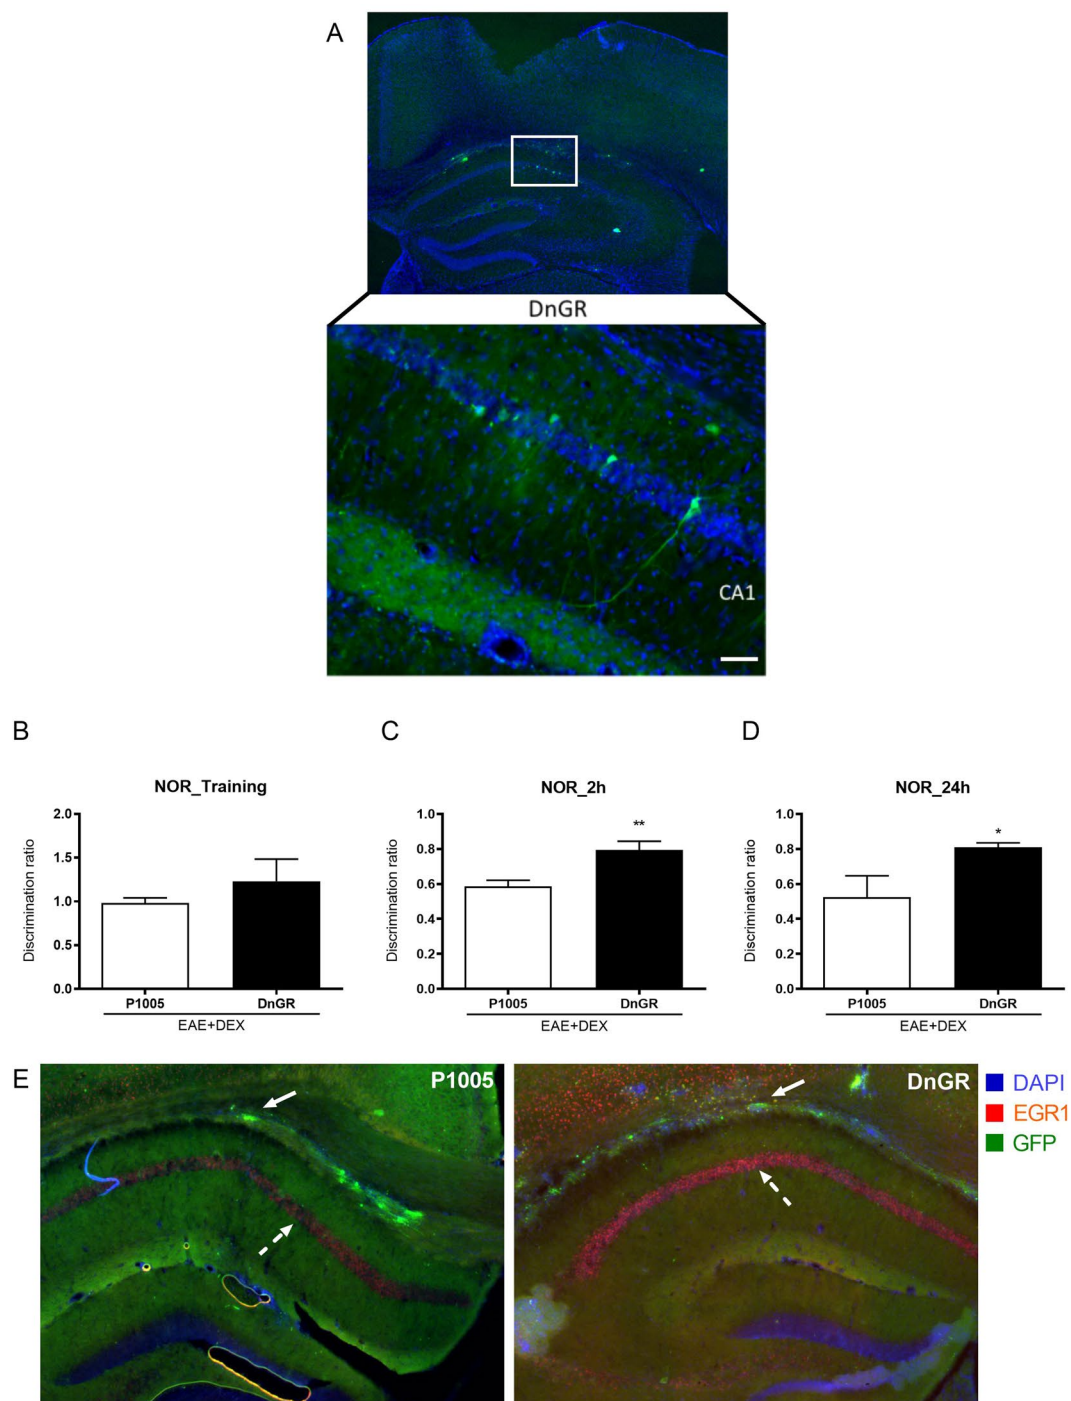 A
DnGR
CA1
B
C
D
NOR_Training
NOR_2h
NOR_24h
Discrimination ratio
2.0
1.5
1.0
0.5
0.0
P1005
DnGR
EAE+DEX
Discrimination ratio
1.0
0.8
0.6
0.4
0.2
0.0
**
P1005
DnGR
EAE+DEX
Discrimination ratio
1.0
0.8
0.6
0.4
0.2
0.0
*
P1005
DnGR
EAE+DEX
E
P1005
DnGR
DAPI
EGR1
GFP